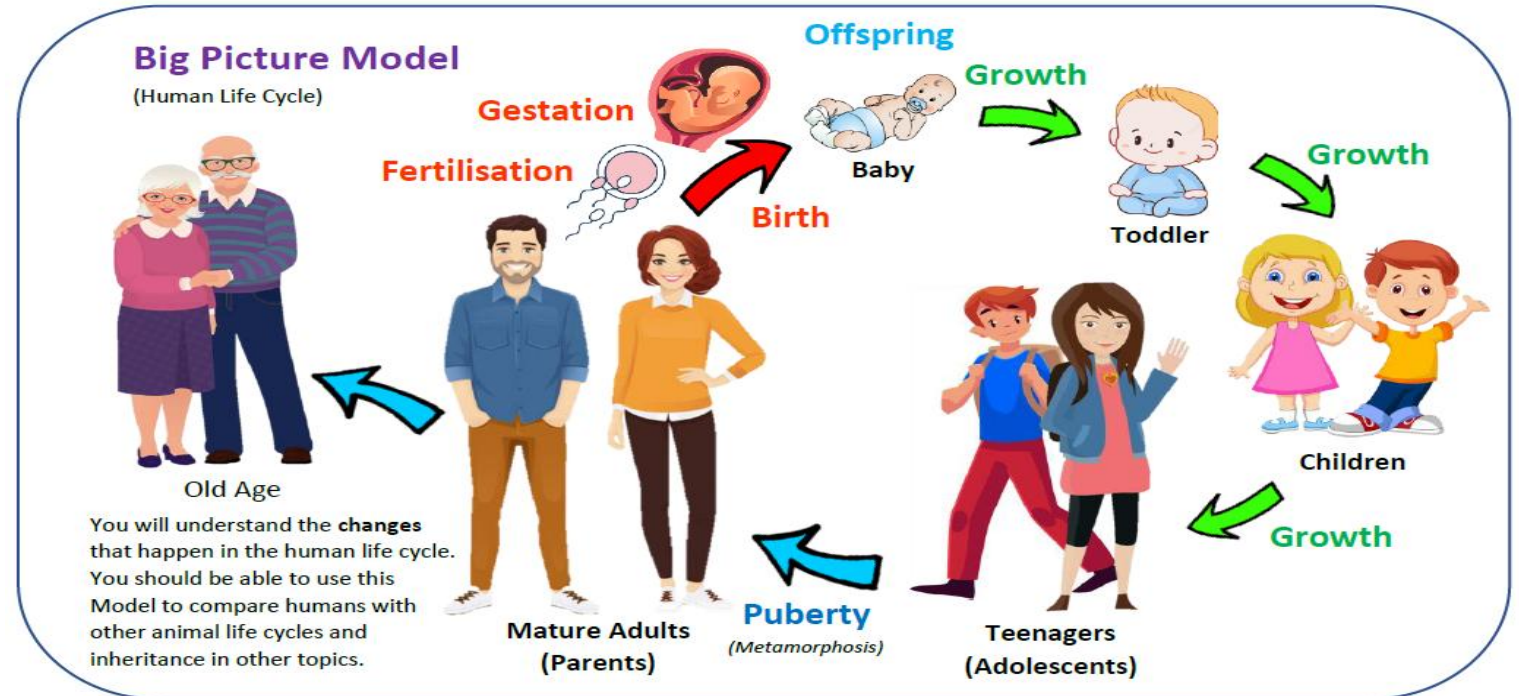 Big Picture Model
(Human Life Cycle)
Offspring
Growth
Gestation
Fertilisation
Baby
Birth
Growth
Toddler
Children
Growth
Old Age
You will understand the changes
that happen in the human life cycle.
You should be able to use this
Model to compare humans with
other animal life cycles and
inheritance in other topics.
Mature Adults
(Parents)
Puberty
(Metamorphosis)
Teenagers
(Adolescents)